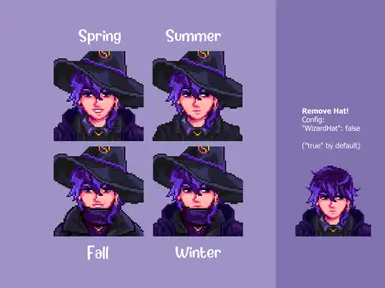 Spring
Summer
Fall
Winter
Remove Hat!
Config:
"WizardHat": false
("true" by default)